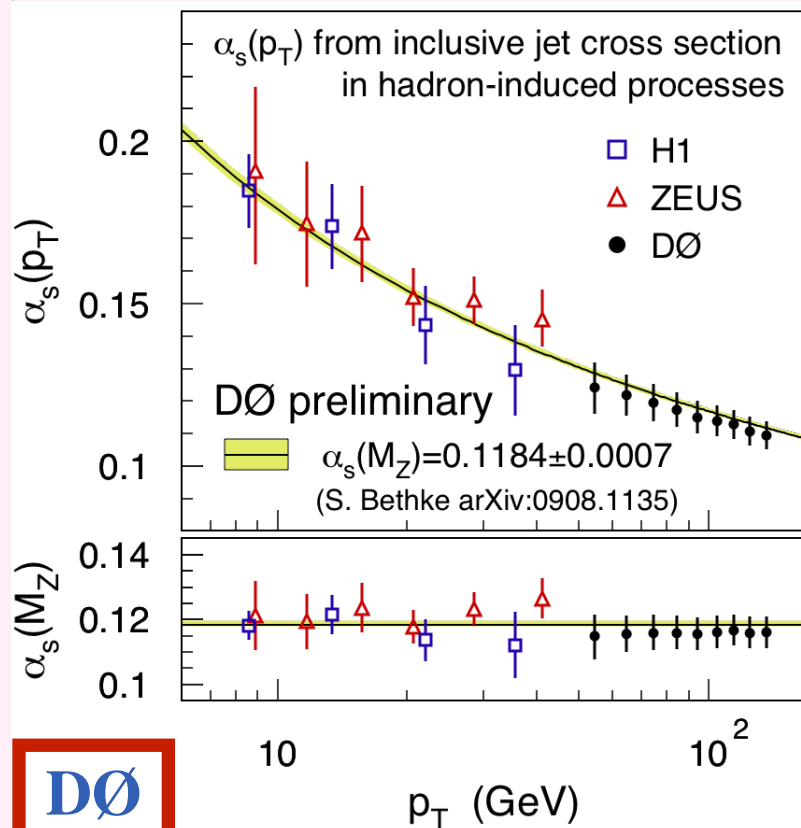 αs(pT) from inclusive jet cross section
in hadron-induced processes
H1
ZEUS
DØ
αs(pT)
0.2
0.15
0.1
DØ preliminary
αs(MZ)=0.1184±0.0007
(S. Bethke arXiv:0908.1135)
αs(MZ)
0.14
0.12
0.1
10
10²
pT (GeV)
DØ